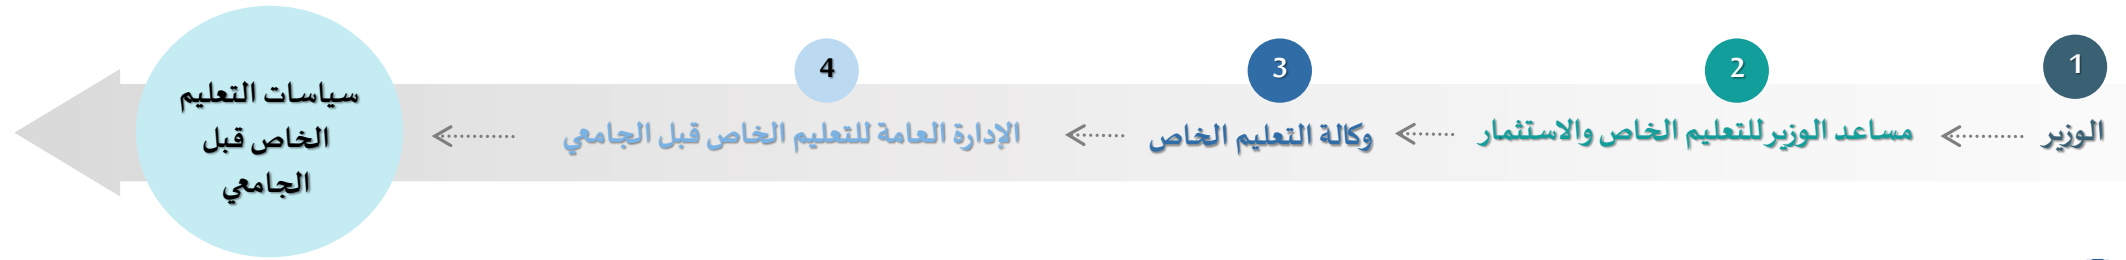 1
الوزير
2
مساعد الوزير للتعليم الخاص والاستثمار
3
وكالة التعليم الخاص
4
الإدارة العامة للتعليم الخاص قبل الجامعي
سياسات التعليم
الخاص قبل
الجامعي